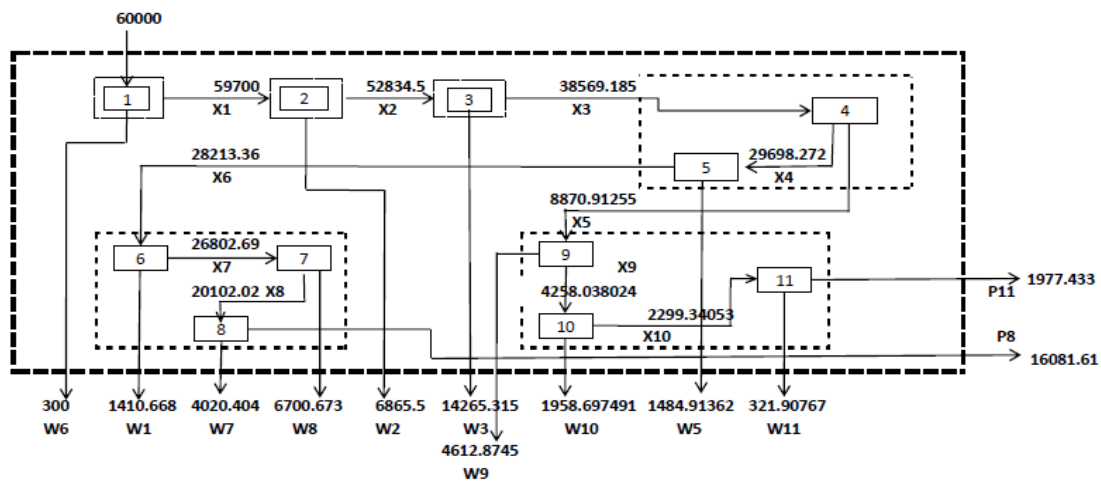 60000
59700 52834.5 38569.185
1 2 3 4
X1 X2 X3
28213.36 5 29698.272
X6 X4
8870.91255
X5
26802.69 9
6 7 X9
X7 11 1977.433
20102.02 X8 4258.038024 P11
2299.34053
8 10 X10 P8
16081.61
300 1410.668 4020.404 6700.673 6865.5 14265.315 1958.697491 1484.91362 321.90767
W6 W1 W7 W8 W2 W3 W10 W5 W11
4612.8745
W9